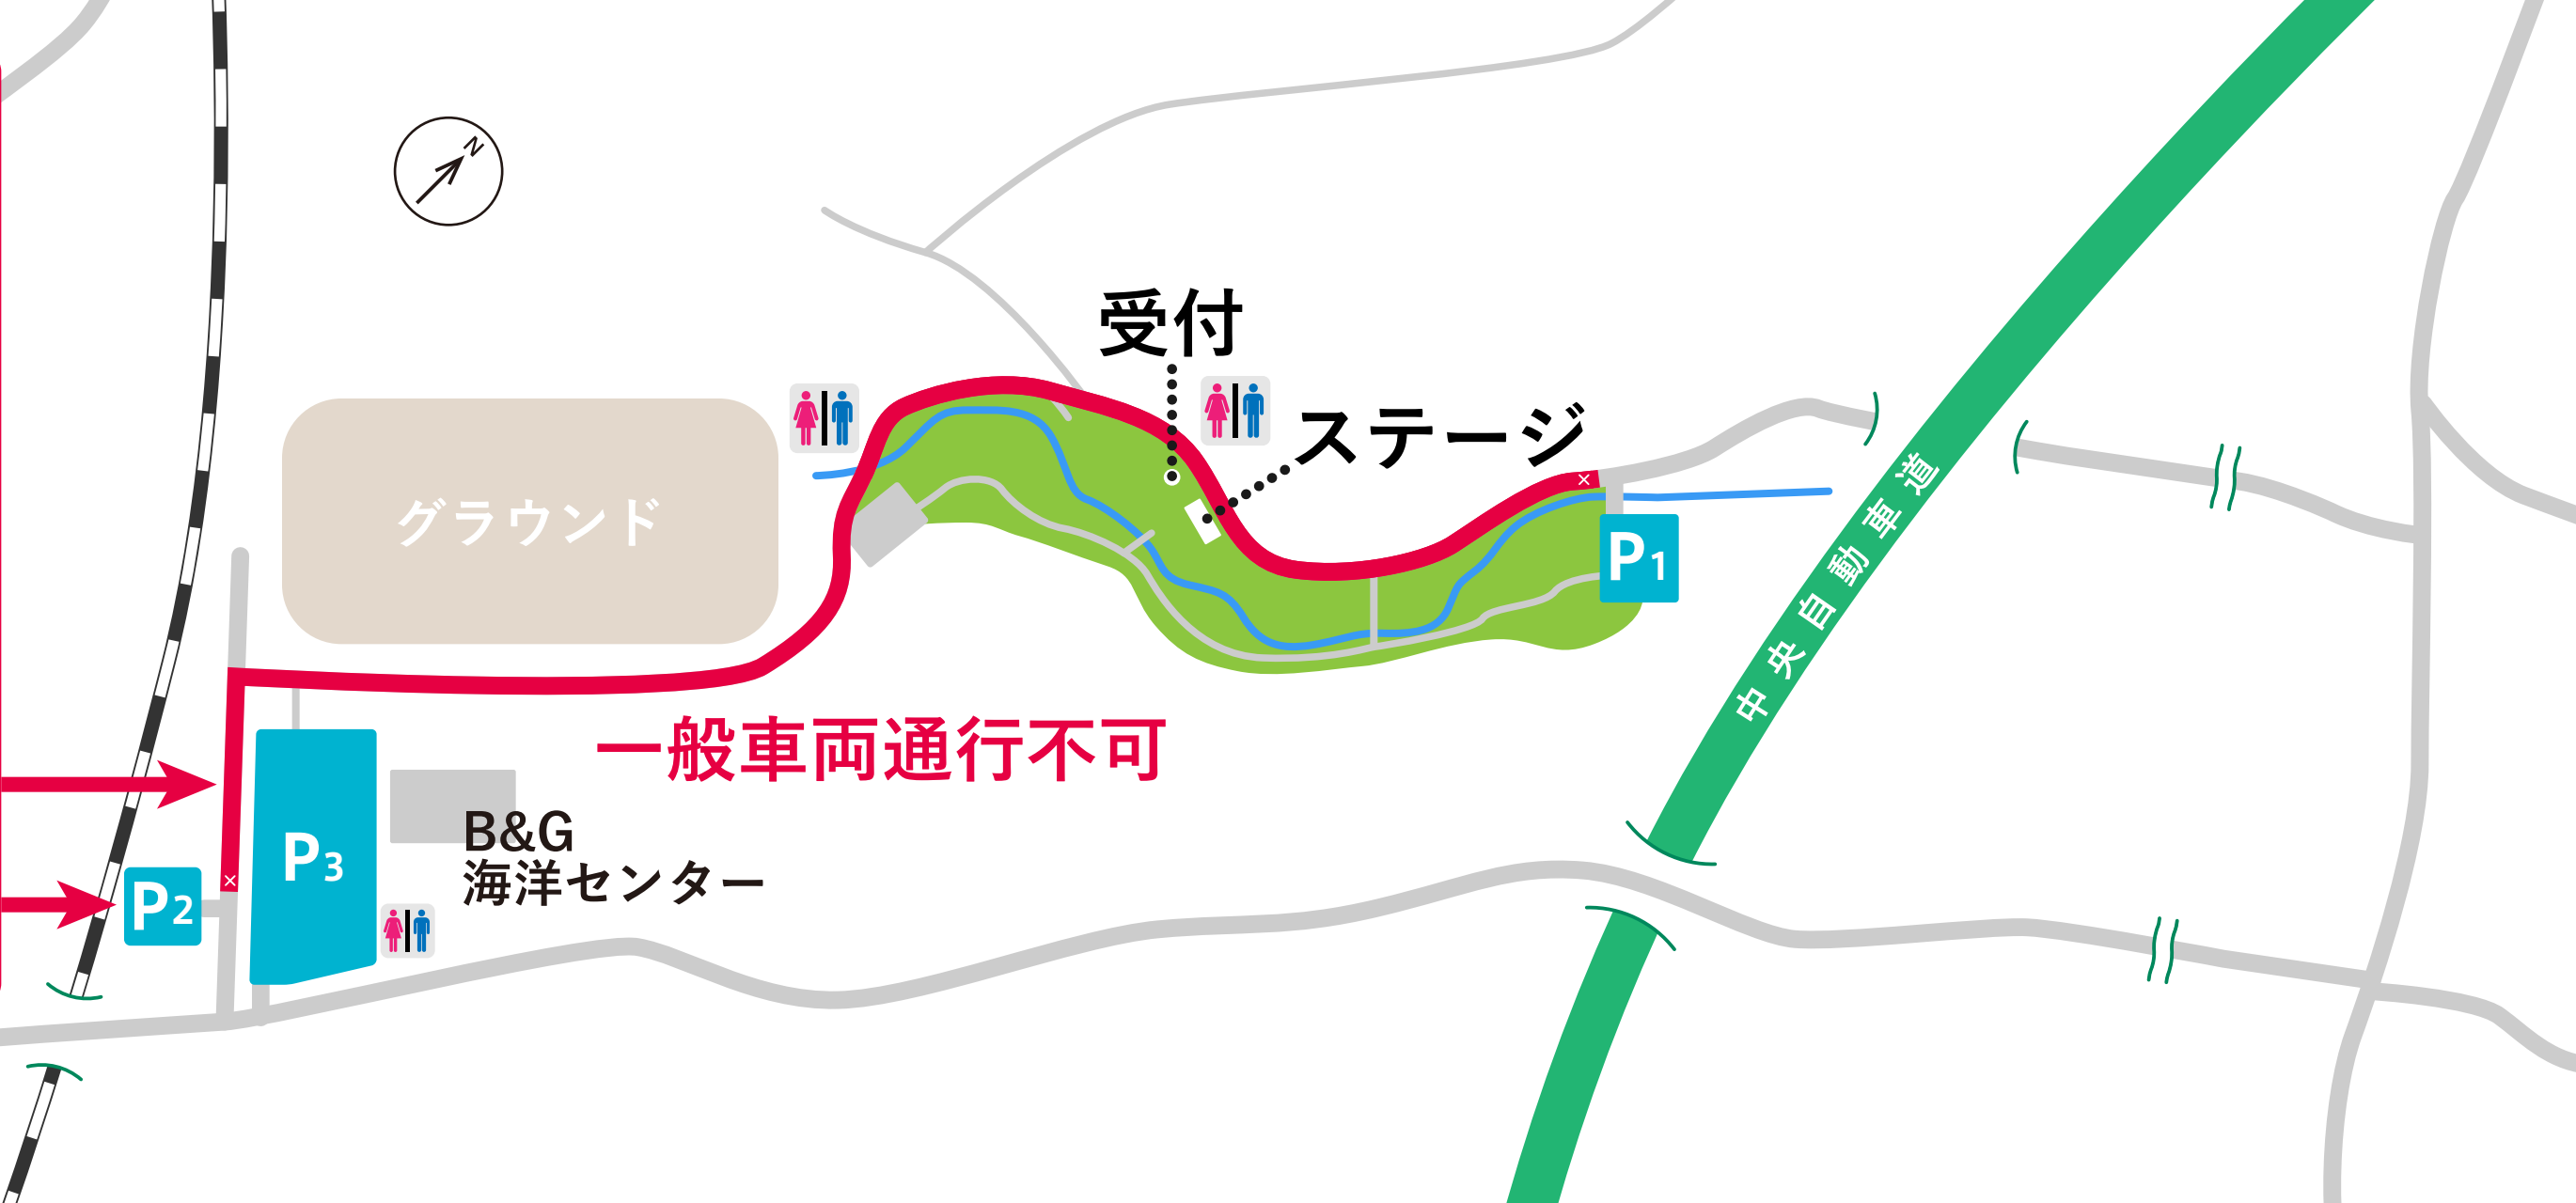 N
受付
ステージ
グラウンド
P1
中央自動車道
一般車両通行不可
B&G
海洋センター
P3
P2